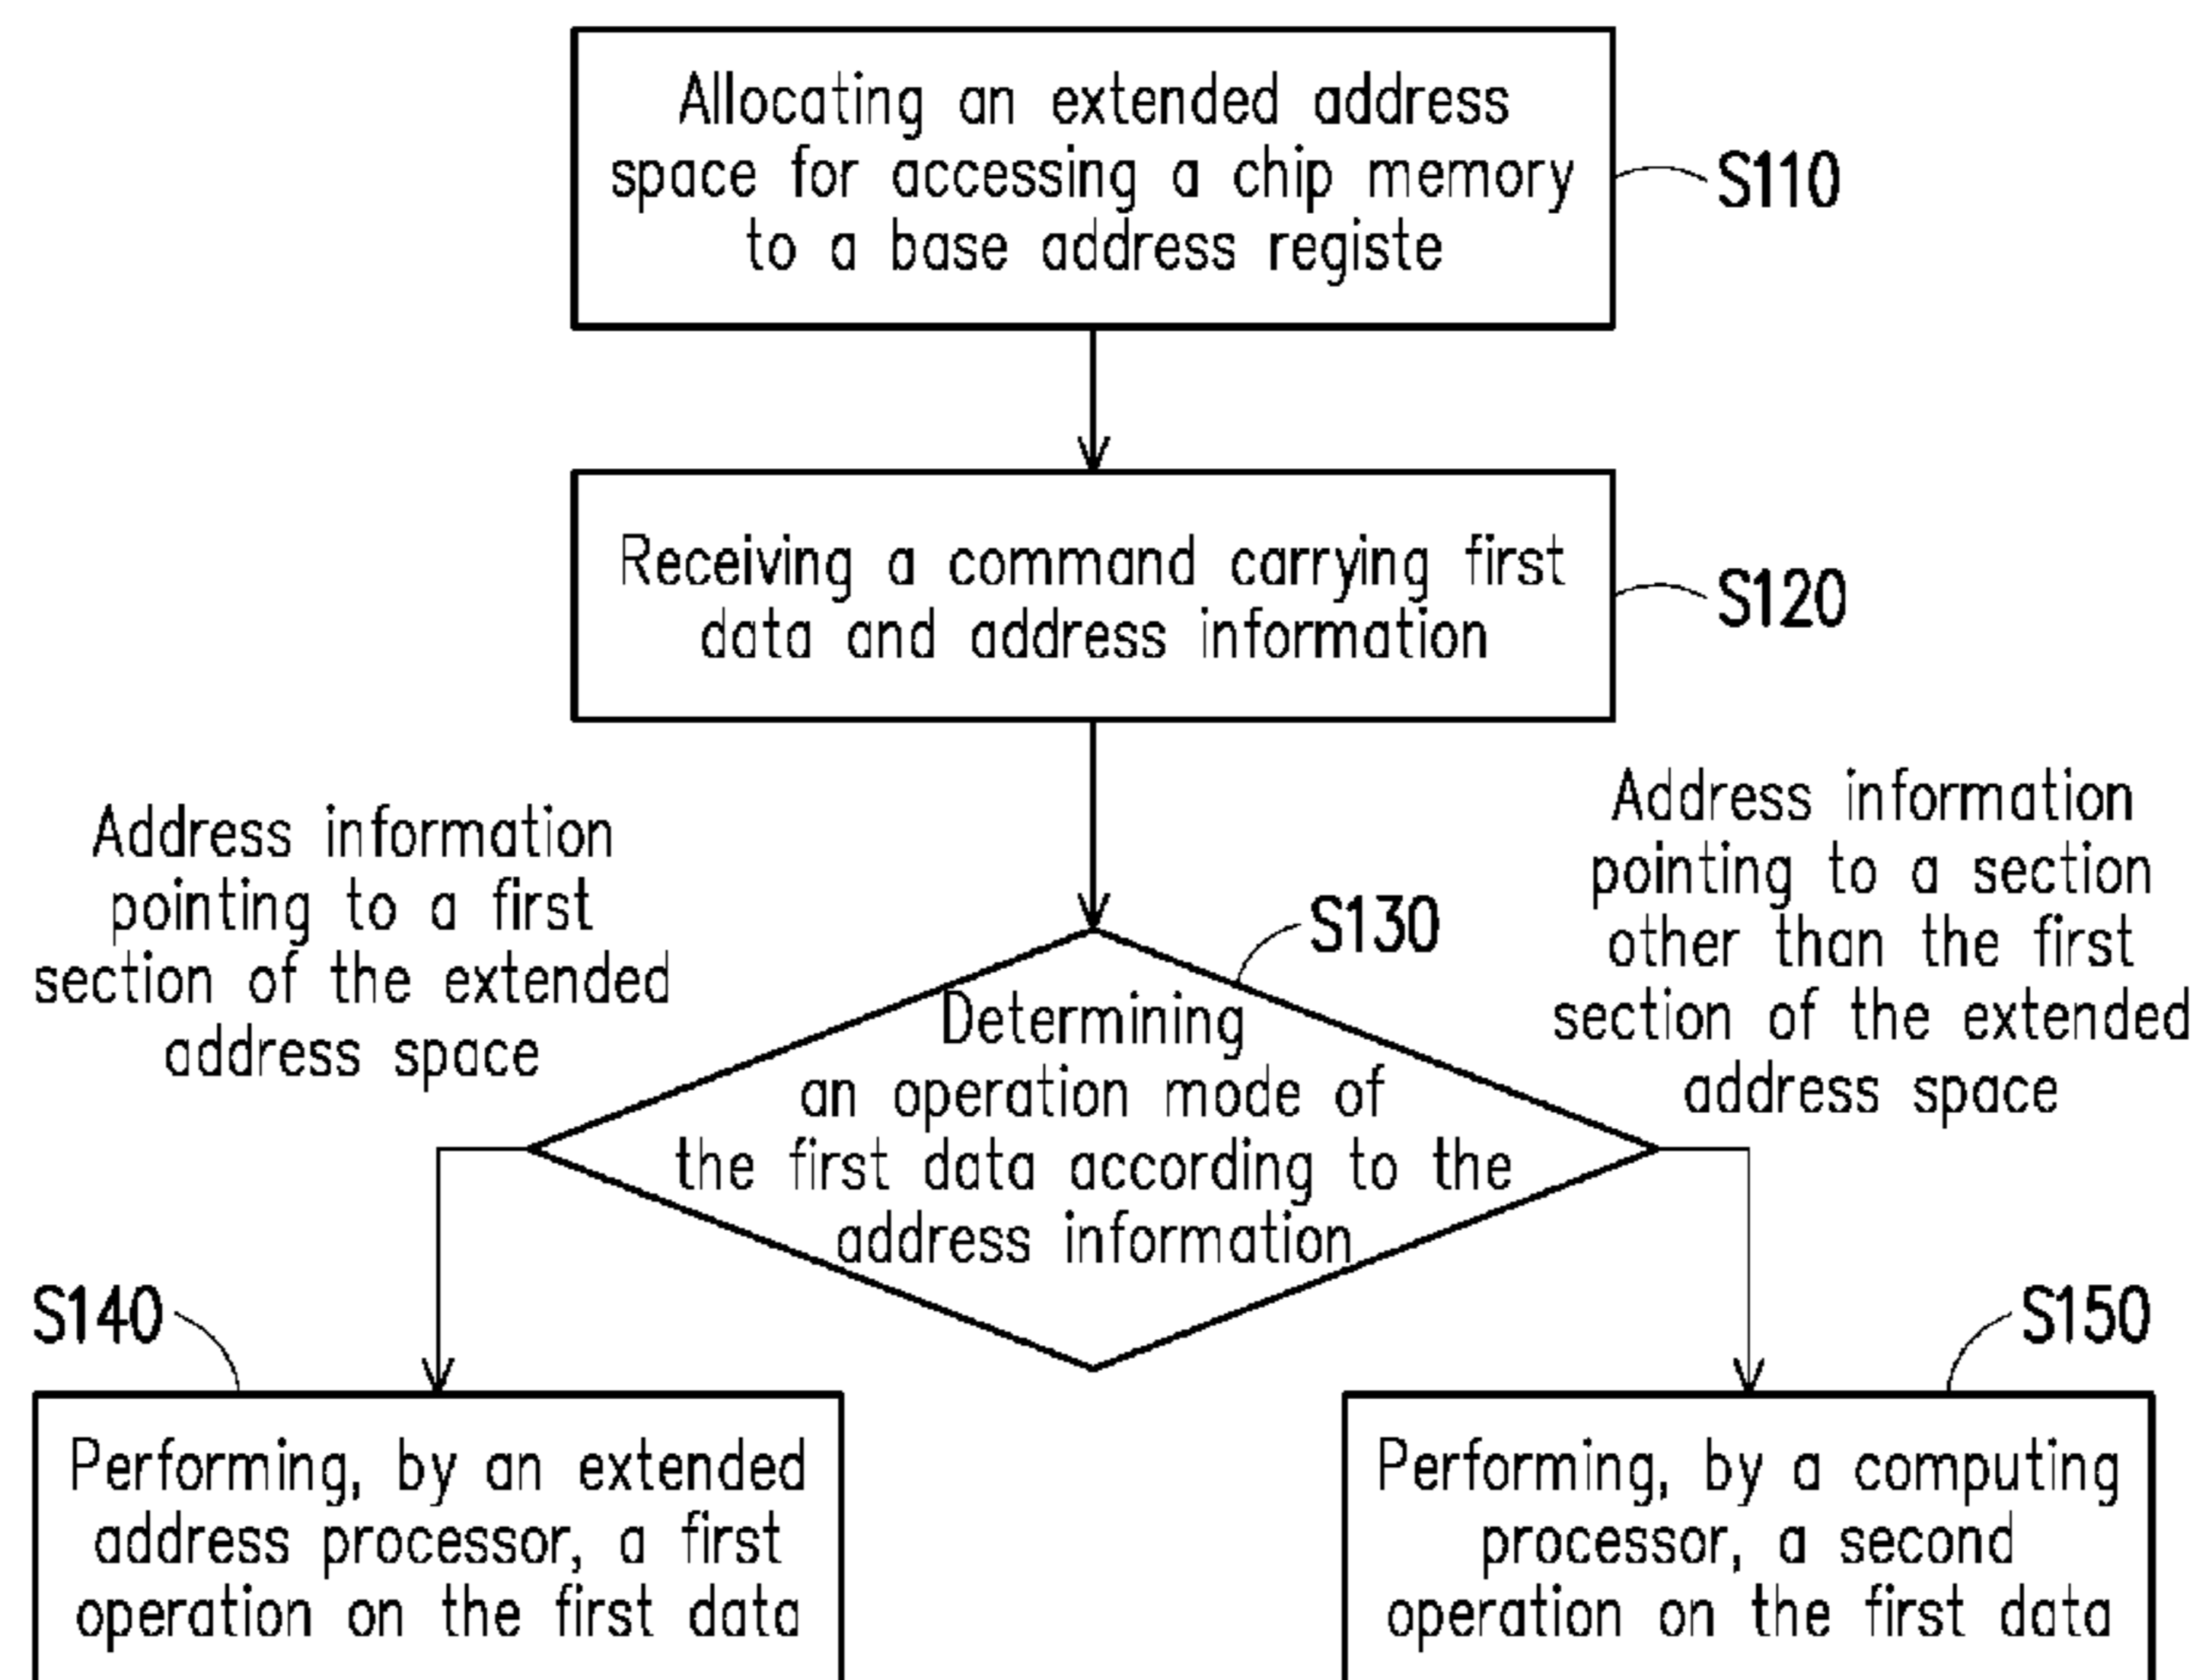 Allocating an extended address
space for accessing a chip memory
to a base address registe
S110
Receiving a command carrying first
data and address information
S120
Address information
pointing to a first
section of the extended
address space
Address information
pointing to a section
other than the first
section of the extended
address space
S130
Determining
an operation mode of
the first data according to the
address information
S140
Performing, by an extended
address processor, a first
operation on the first data
S150
Performing, by a computing
processor, a second
operation on the first data